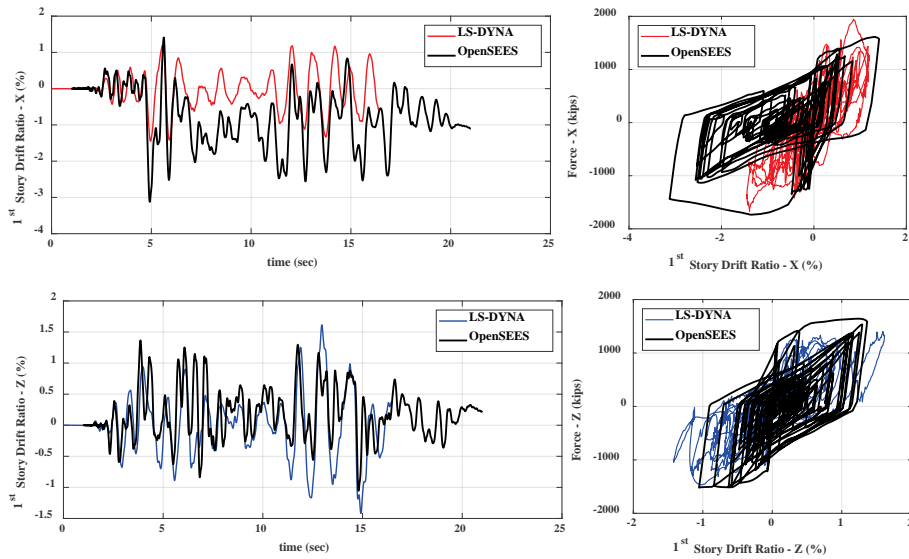 LS-DYNA
OpenSEES
1st Story Drift Ratio - X (%)
2
1
0
-1
-2
-3
-4
0
5
10
15
20
25
time (sec)
LS-DYNA
OpenSEES
Force - X (kips)
2000
1000
0
-1000
-2000
-4
-2
0
2
1st Story Drift Ratio - X (%)
LS-DYNA
OpenSEES
1st Story Drift Ratio - Z (%)
2
1.5
1
0.5
0
-0.5
-1
-1.5
0
5
10
15
20
25
time (sec)
LS-DYNA
OpenSEES
Force - Z (kips)
2000
1000
0
-1000
-2000
-2
-1
0
1
2
1st Story Drift Ratio - Z (%)